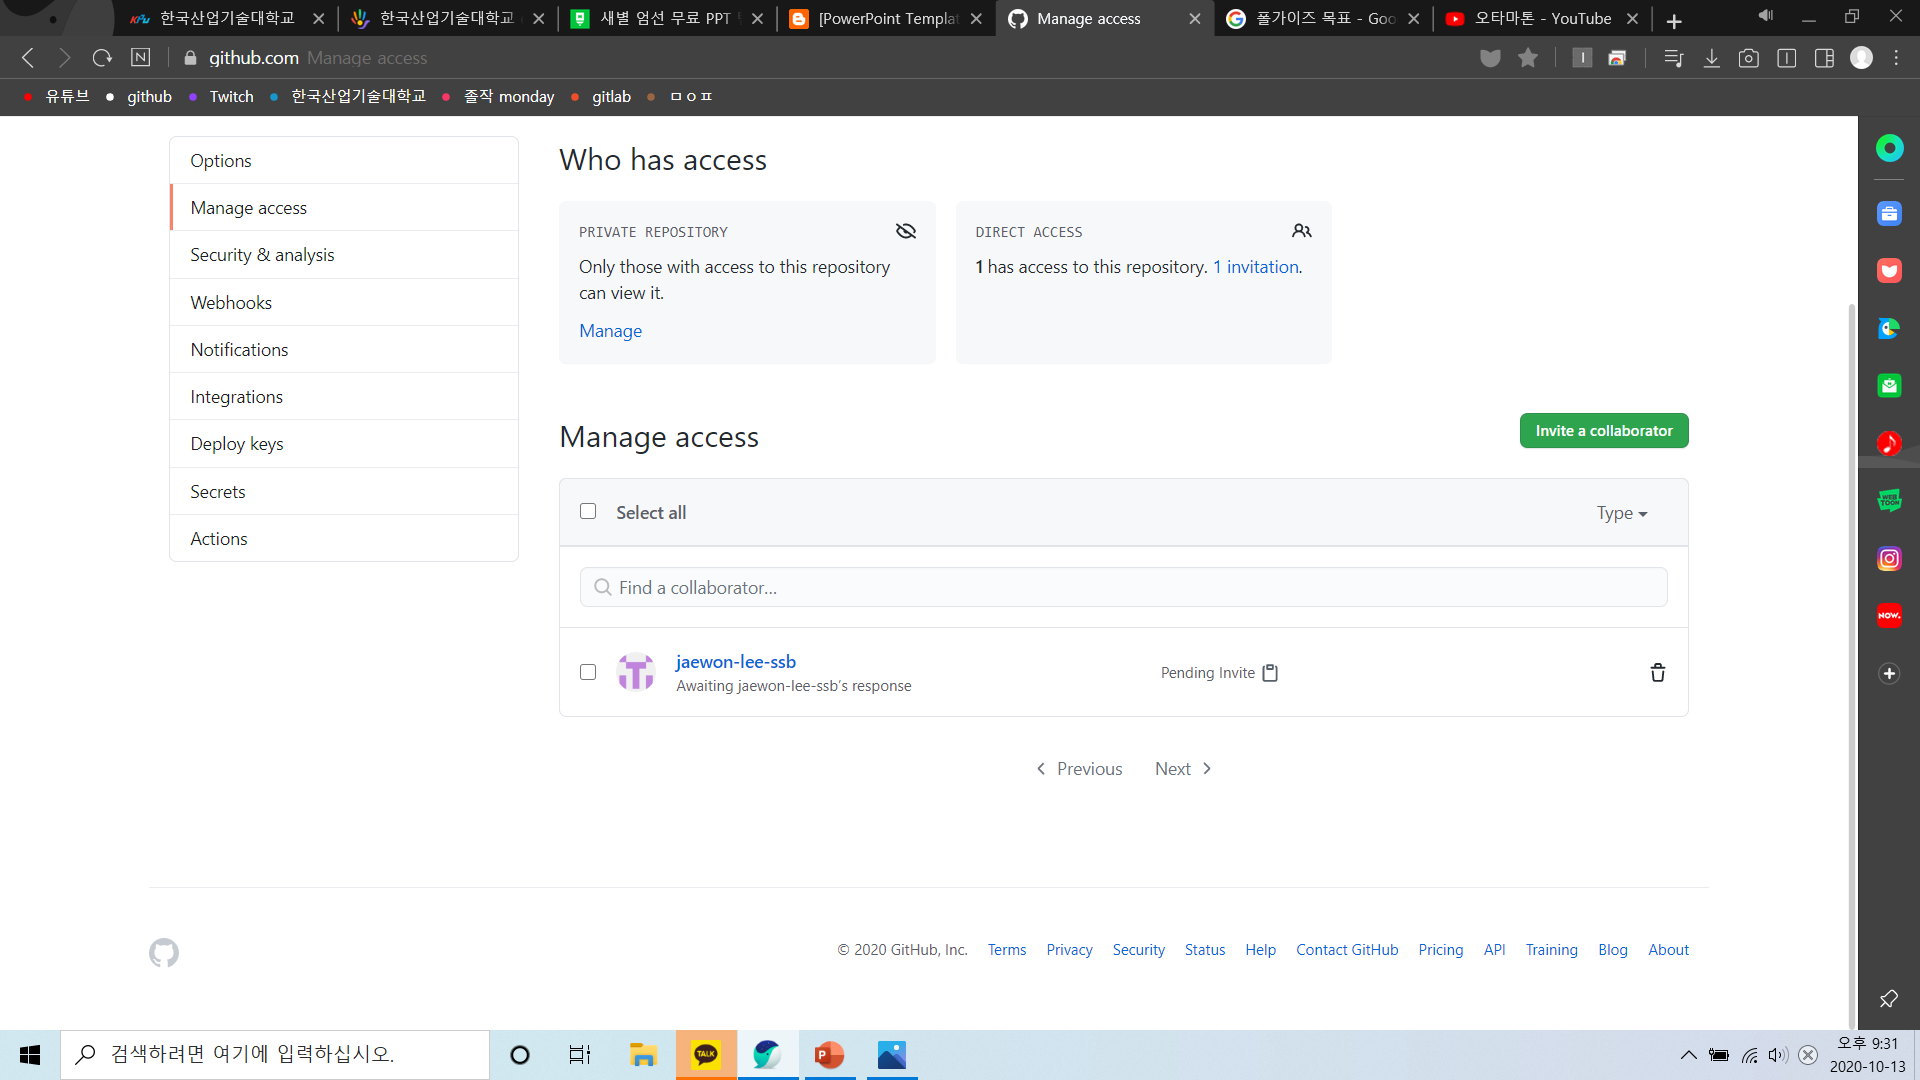 한국산업기술대학교
한국산업기술대학교
새별 엄선 무료 PPT
[PowerPoint Templat
Manage access
폴가이즈 목표 - Goo
오타마톤 - YouTube
github.com Manage access
유튜브
github
Twitch
한국산업기술대학교
졸작 monday
gitlab
ㅁㅇㅍ
Options
Manage access
Security & analysis
Webhooks
Notifications
Integrations
Deploy keys
Secrets
Actions
Who has access
PRIVATE REPOSITORY
Only those with access to this repository
can view it.
Manage
DIRECT ACCESS
1 has access to this repository. 1 invitation.
Manage access
Invite a collaborator
Select all
Type
Find a collaborator...
jaewon-lee-ssb
Awaiting jaewon-lee-ssb's response
Pending Invite
Previous
Next
© 2020 GitHub, Inc.
Terms
Privacy
Security
Status
Help
Contact GitHub
Pricing
API
Training
Blog
About
WEB
TOON
NOW.
검색하려면 여기에 입력하십시오.
TALK
오후 9:31
2020-10-13